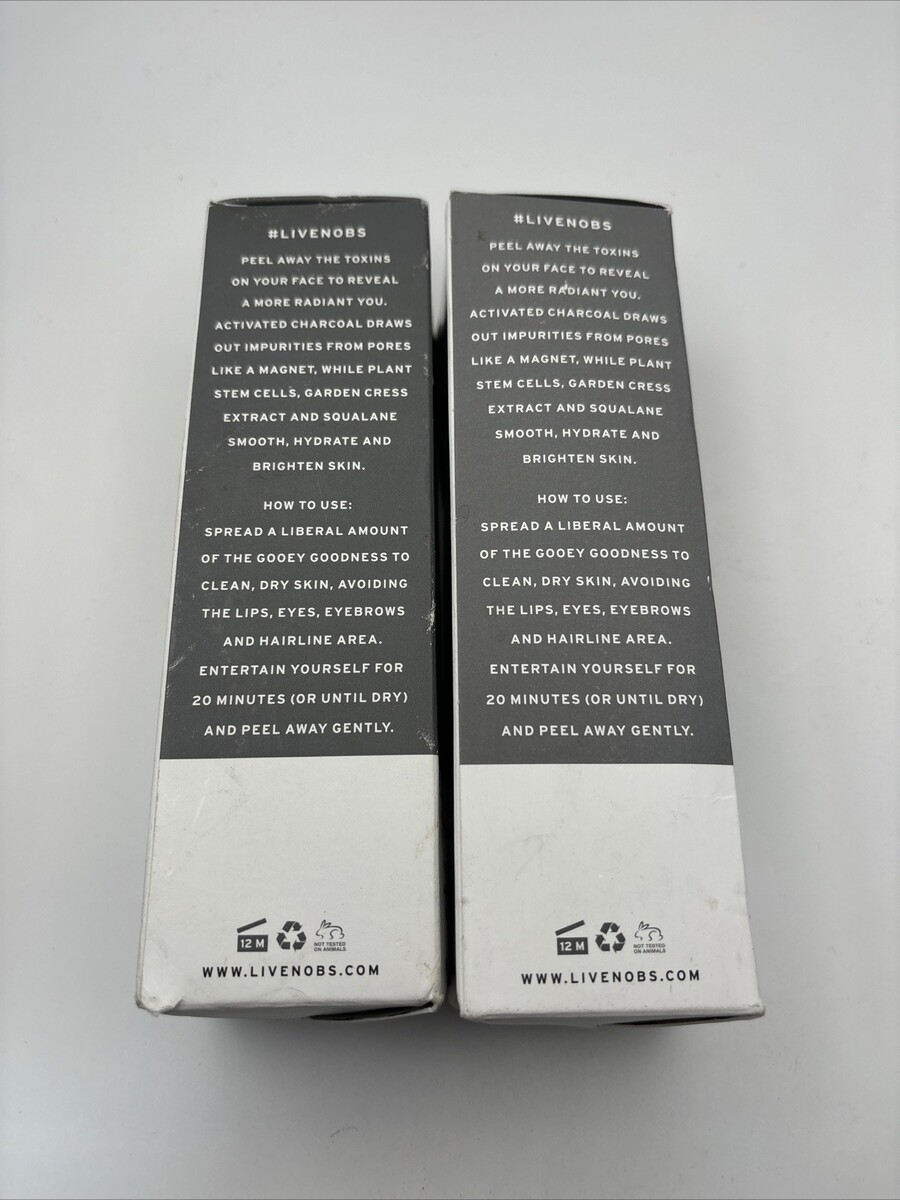 #LIVENOBS
PEEL AWAY THE TOXINS
ON YOUR FACE TO REVEAL
A MORE RADIANT YOU.
ACTIVATED CHARCOAL DRAWS
OUT IMPURITIES FROM PORES
LIKE A MAGNET, WHILE PLANT
STEM CELLS, GARDEN CRESS
EXTRACT AND SQUALANE
SMOOTH, HYDRATE AND
BRIGHTEN SKIN.
HOW TO USE:
SPREAD A LIBERAL AMOUNT
OF THE GOOEY GOODNESS TO
CLEAN, DRY SKIN, AVOIDING
THE LIPS, EYES, EYEBROWS
AND HAIRLINE AREA.
ENTERTAIN YOURSELF FOR
20 MINUTES (OR UNTIL DRY)
AND PEEL AWAY GENTLY.
12 M
NOT TESTED
ON ANIMALS
WWW.LIVENOBS.COM
#LIVENOBS
PEEL AWAY THE TOXINS
ON YOUR FACE TO REVEAL
A MORE RADIANT YOU.
ACTIVATED CHARCOAL DRAWS
OUT IMPURITIES FROM PORES
LIKE A MAGNET, WHILE PLANT
STEM CELLS, GARDEN CRESS
EXTRACT AND SQUALANE
SMOOTH, HYDRATE AND
BRIGHTEN SKIN.
HOW TO USE:
SPREAD A LIBERAL AMOUNT
OF THE GOOEY GOODNESS TO
CLEAN, DRY SKIN, AVOIDING
THE LIPS, EYES, EYEBROWS
AND HAIRLINE AREA.
ENTERTAIN YOURSELF FOR
20 MINUTES (OR UNTIL DRY)
AND PEEL AWAY GENTLY.
12 M
NOT TESTED
ON ANIMALS
WWW.LIVENOBS.COM